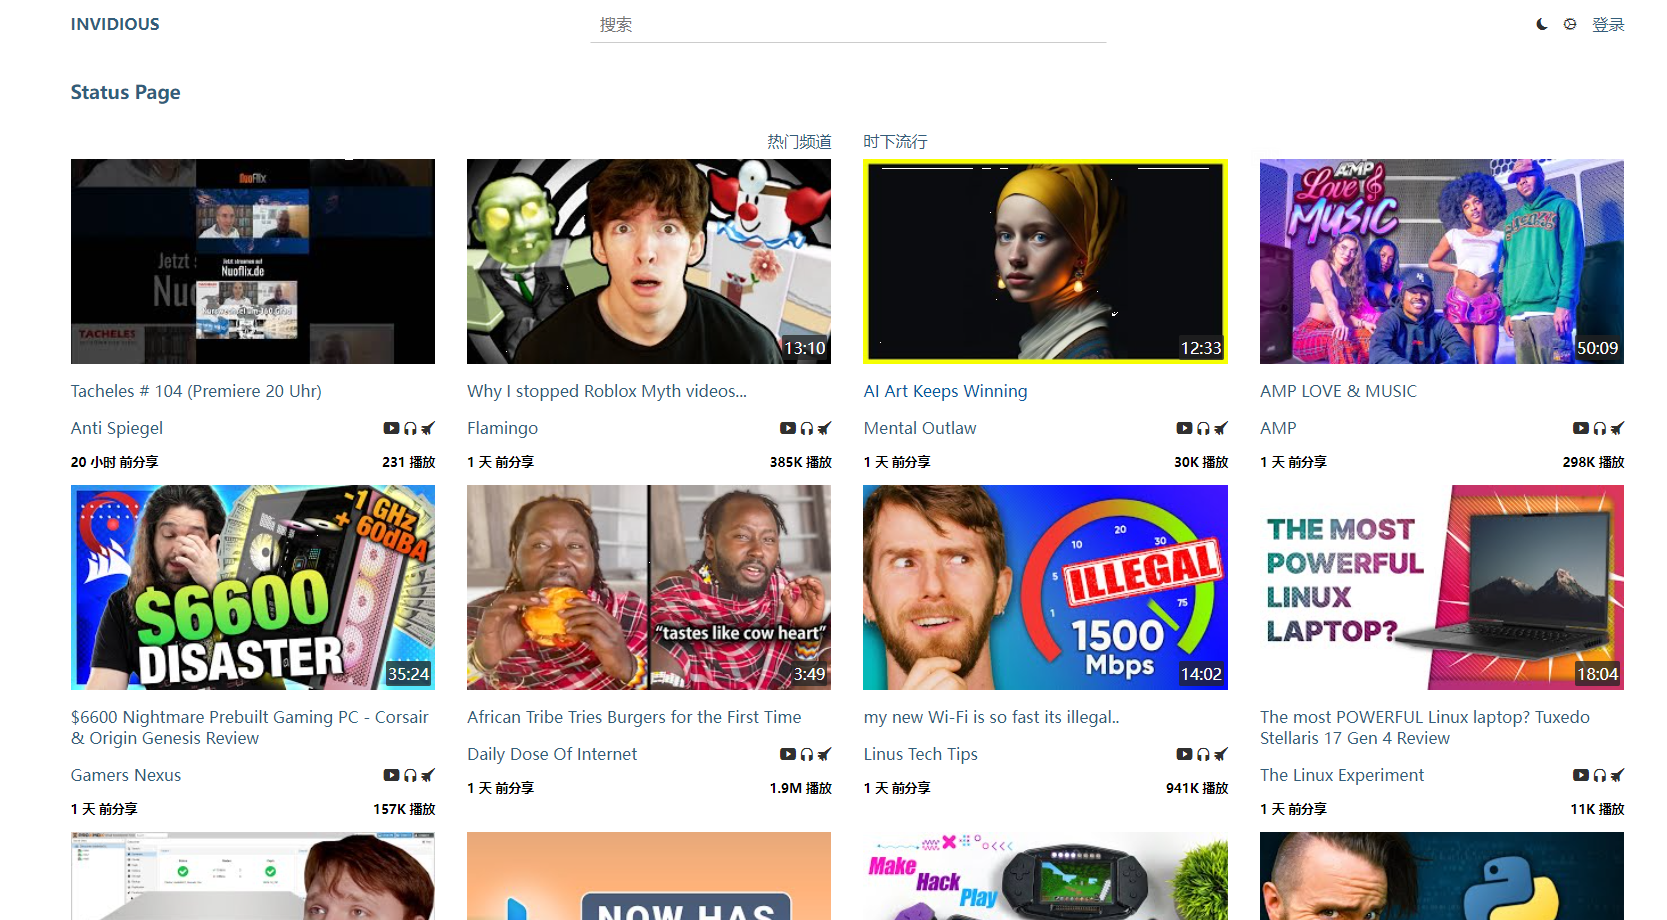 INVIDIOUS
搜索
登录
Status Page
热门频道
时下流行
NuoFlix
Jetzt streamen auf
Nuoflix.de
Jetzt
Nuo
TACHELES
13:10
12:33
AMP
Love &
MUSIC
50:09
Tacheles # 104 (Premiere 20 Uhr)
Why I stopped Roblox Myth videos...
AI Art Keeps Winning
AMP LOVE & MUSIC
Anti Spiegel
Flamingo
Mental Outlaw
AMP
20 小时 前分享
231 播放
1 天 前分享
385K 播放
1 天 前分享
30K 播放
1 天 前分享
298K 播放
-1 GHz
+ 60dBA
$6600
DISASTER
35:24
"tastes like cow heart"
3:49
1
5
10
20
30
75
ILLEGAL
1500
Mbps
14:02
THE MOST
POWERFUL
LINUX
LAPTOP?
18:04
$6600 Nightmare Prebuilt Gaming PC - Corsair
& Origin Genesis Review
African Tribe Tries Burgers for the First Time
my new Wi-Fi is so fast its illegal..
The most POWERFUL Linux laptop? Tuxedo
Stellaris 17 Gen 4 Review
Gamers Nexus
Daily Dose Of Internet
Linus Tech Tips
The Linux Experiment
1 天 前分享
157K 播放
1 天 前分享
1.9M 播放
1 天 前分享
941K 播放
1 天 前分享
11K 播放
NOW HAS
Make
Hack
Play